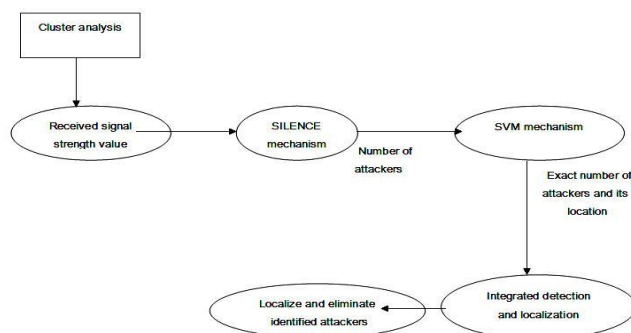 Cluster analysis
Received signal
strength value
SILENCE
mechanism
Number of
attackers
SVM mechanism
Exact number of
attackers and its
location
Integrated detection
and localization
Localize and eliminate
identified attackers